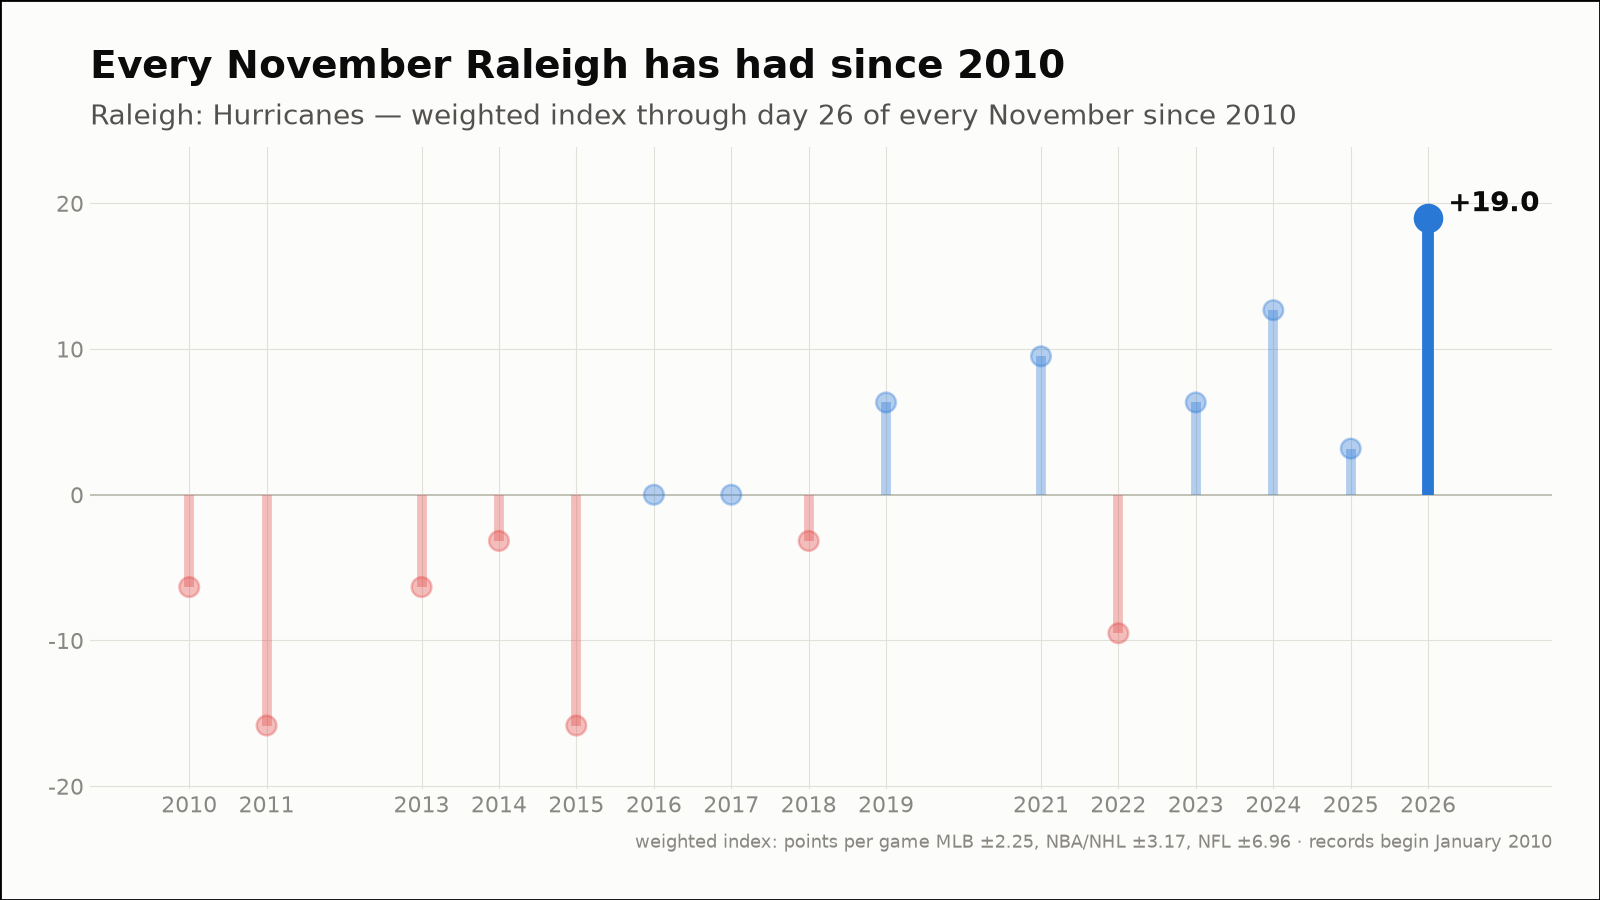 Every November Raleigh has had since 2010
Raleigh: Hurricanes — weighted index through day 26 of every November since 2010
+19.0
20
10
0
-10
-20
2010 2011 2013 2014 2015 2016 2017 2018 2019 2021 2022 2023 2024 2025 2026
weighted index: points per game MLB ±2.25, NBA/NHL ±3.17, NFL ±6.96 · records begin January 2010